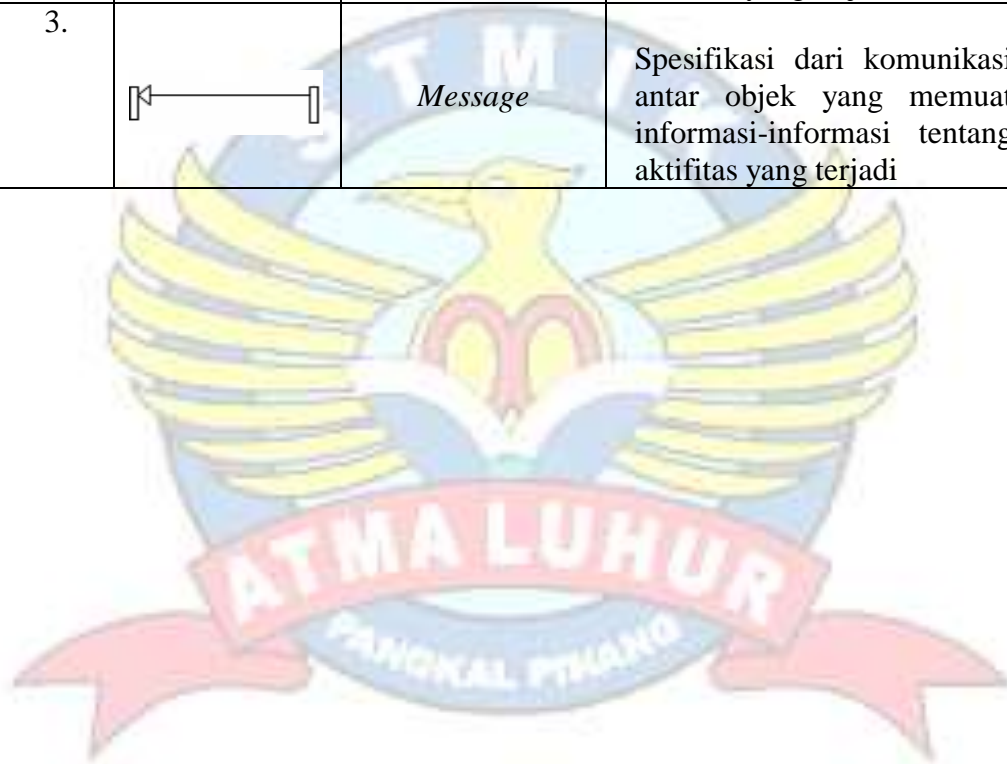 3.
Message
Spesifikasi dari komunikasi
antar objek yang memuat
informasi-informasi tentang
aktifitas yang terjadi
STMIK
ATMA LUHUR
PANGKAL PINANG